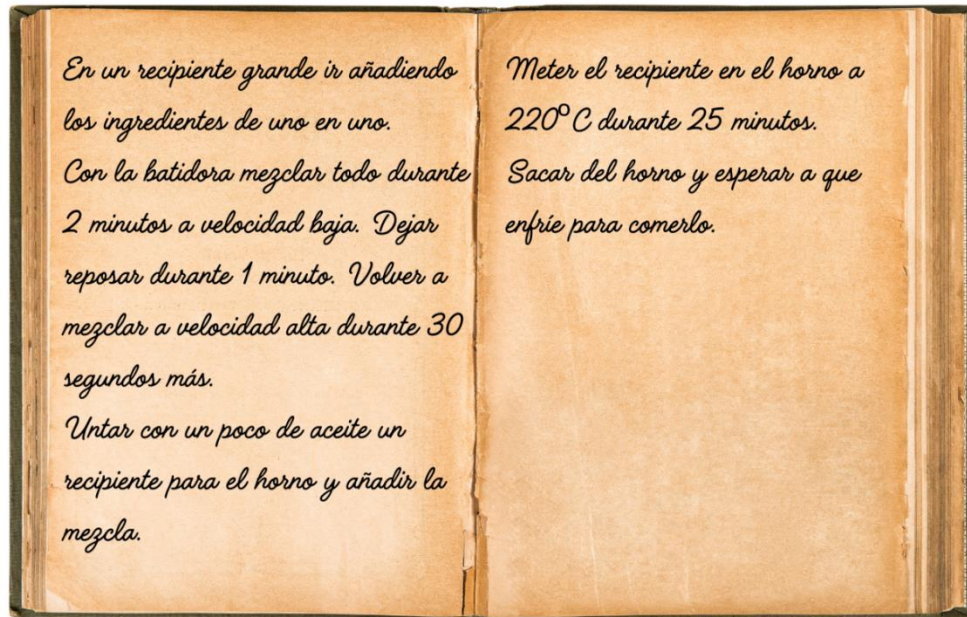 En un recipiente grande ir añadiendo
los ingredientes de uno en uno.
Con la batidora mezclar todo durante
2 minutos a velocidad baja. Dejar
reposar durante 1 minuto. Volver a
mezclar a velocidad alta durante 30
segundos más.
Untar con un poco de aceite un
recipiente para el horno y añadir la
mezcla.
Meter el recipiente en el horno a
220º C durante 25 minutos.
Sacar del horno y esperar a que
enfríe para comerlo.